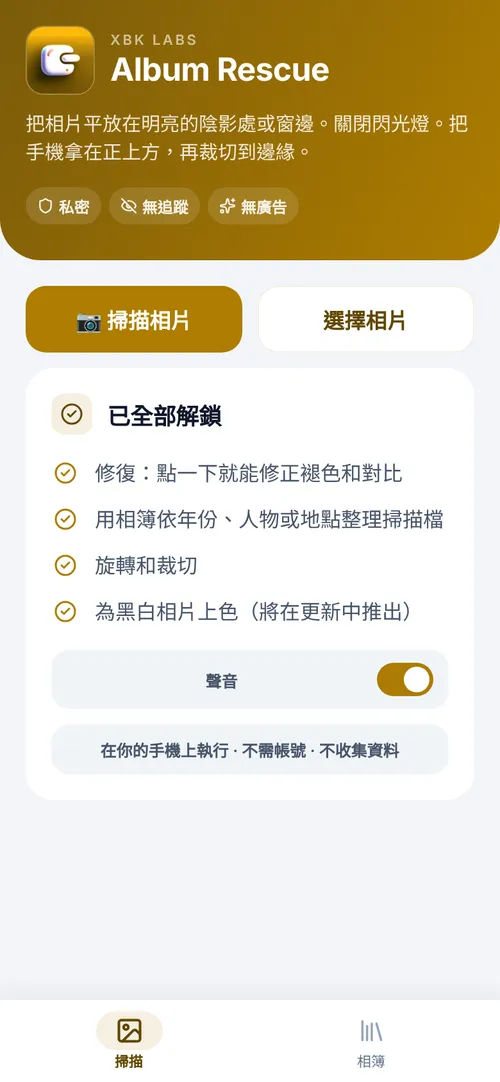 XBK LABS
Album Rescue
把相片平放在明亮的陰影處或窗邊。關閉閃光燈。把
手機拿在正上方，再裁切到邊緣。
私密
無追蹤
無廣告
掃描相片
選擇相片
已全部解鎖
修復：點一下就能修正褪色和對比
用相簿依年份、人物或地點整理掃描檔
旋轉和裁切
為黑白相片上色（將在更新中推出）
聲音
在你的手機上執行 · 不需帳號 · 不收集資料
掃描
相簿